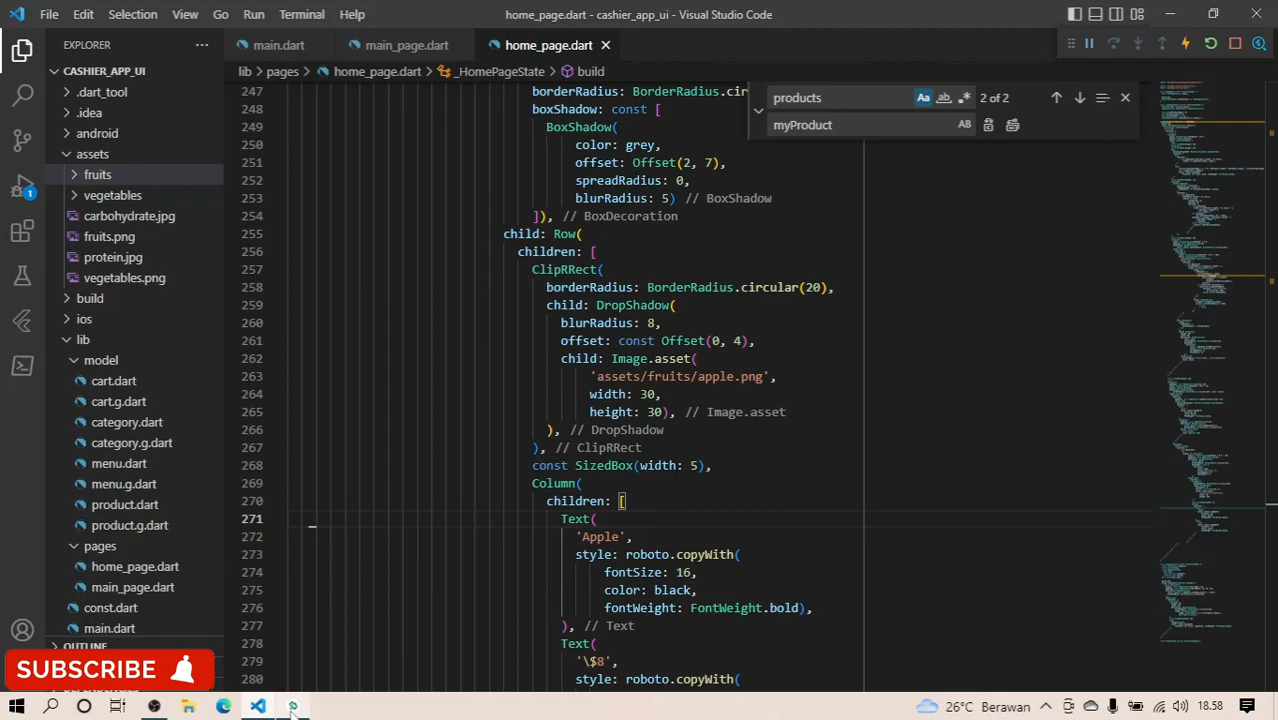 File Edit Selection View Go Run Terminal Help home_page.dart - cashier_app_ui - Visual Studio Code
EXPLORER main.dart main_page.dart home_page.dart
CASHIER_APP_UI lib > pages > home_page.dart > _HomePageState > build
.dart_tool
.idea
android
assets
fruits
vegetables
carbohydrate.jpg
fruits.png
protein.jpg
vegetables.png
build
ios
lib
model
cart.dart
cart.g.dart
category.dart
category.g.dart
menu.dart
menu.g.dart
product.dart
product.g.dart
pages
home_page.dart
main_page.dart
const.dart
main.dart
OUTLINE
SUBSCRIBE
products Aa ab 2 of 2
myProduct AB
247 borderRadius: BorderRadius.cir
248 boxShadow: const [
249 BoxShadow(
250 color: grey,
251 offset: Offset(2, 7),
252 spreadRadius: 0,
253 blurRadius: 5) // BoxShadow
254 ]), // BoxDecoration
255 child: Row(
256 children: [
257 ClipRRect(
258 borderRadius: BorderRadius.circular(20),
259 child: DropShadow(
260 blurRadius: 8,
261 offset: const Offset(0, 4),
262 child: Image.asset(
263 'assets/fruits/apple.png',
264 width: 30,
265 height: 30), // Image.asset
266 ), // DropShadow
267 ), // ClipRRect
268 const SizedBox(width: 5),
269 Column(
270 children: [
271 Text(
272 'Apple',
273 style: roboto.copyWith(
274 fontSize: 16,
275 color: black,
276 fontWeight: FontWeight.bold),
277 ), // Text
278 Text(
279 '\$8',
280 style: roboto.copyWith(
1
26°C Berawan 18.58